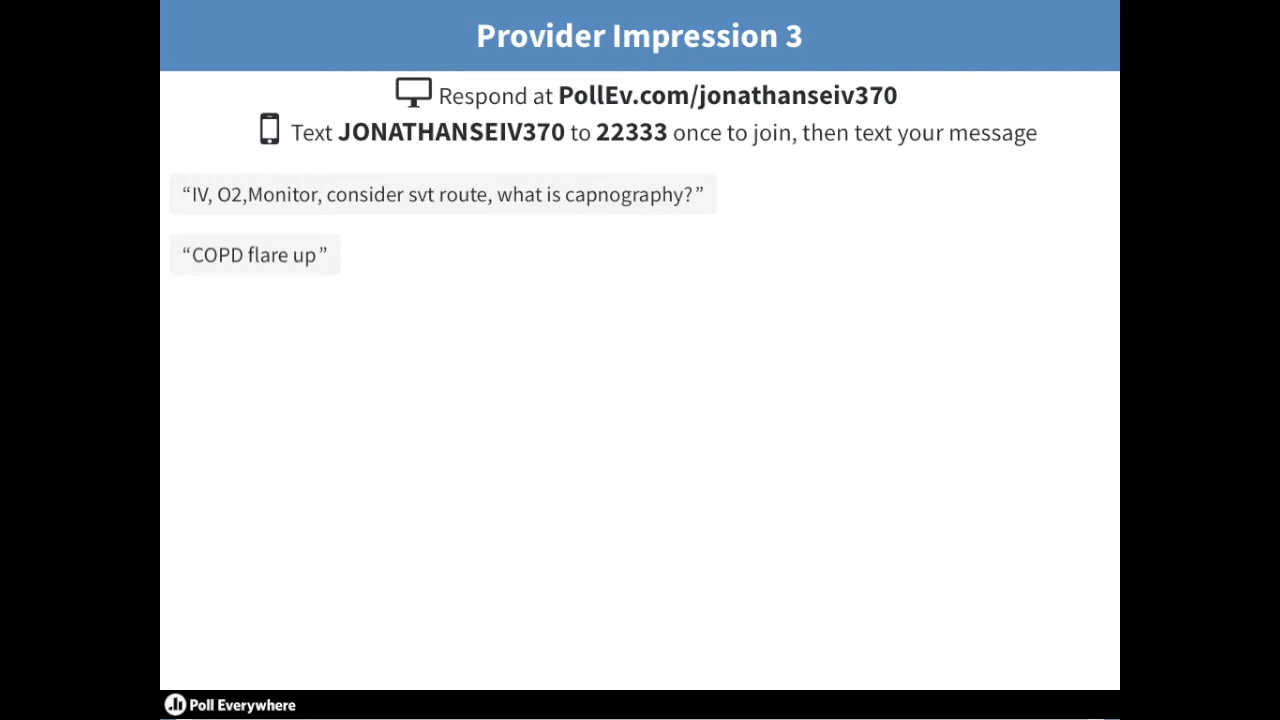 Provider Impression 3
Respond at PollEv.com/jonathanseiv370
Text JONATHANSEIV370 to 22333 once to join, then text your message
“IV, O2,Monitor, consider svt route, what is capnography?”
“COPD flare up”
Poll Everywhere